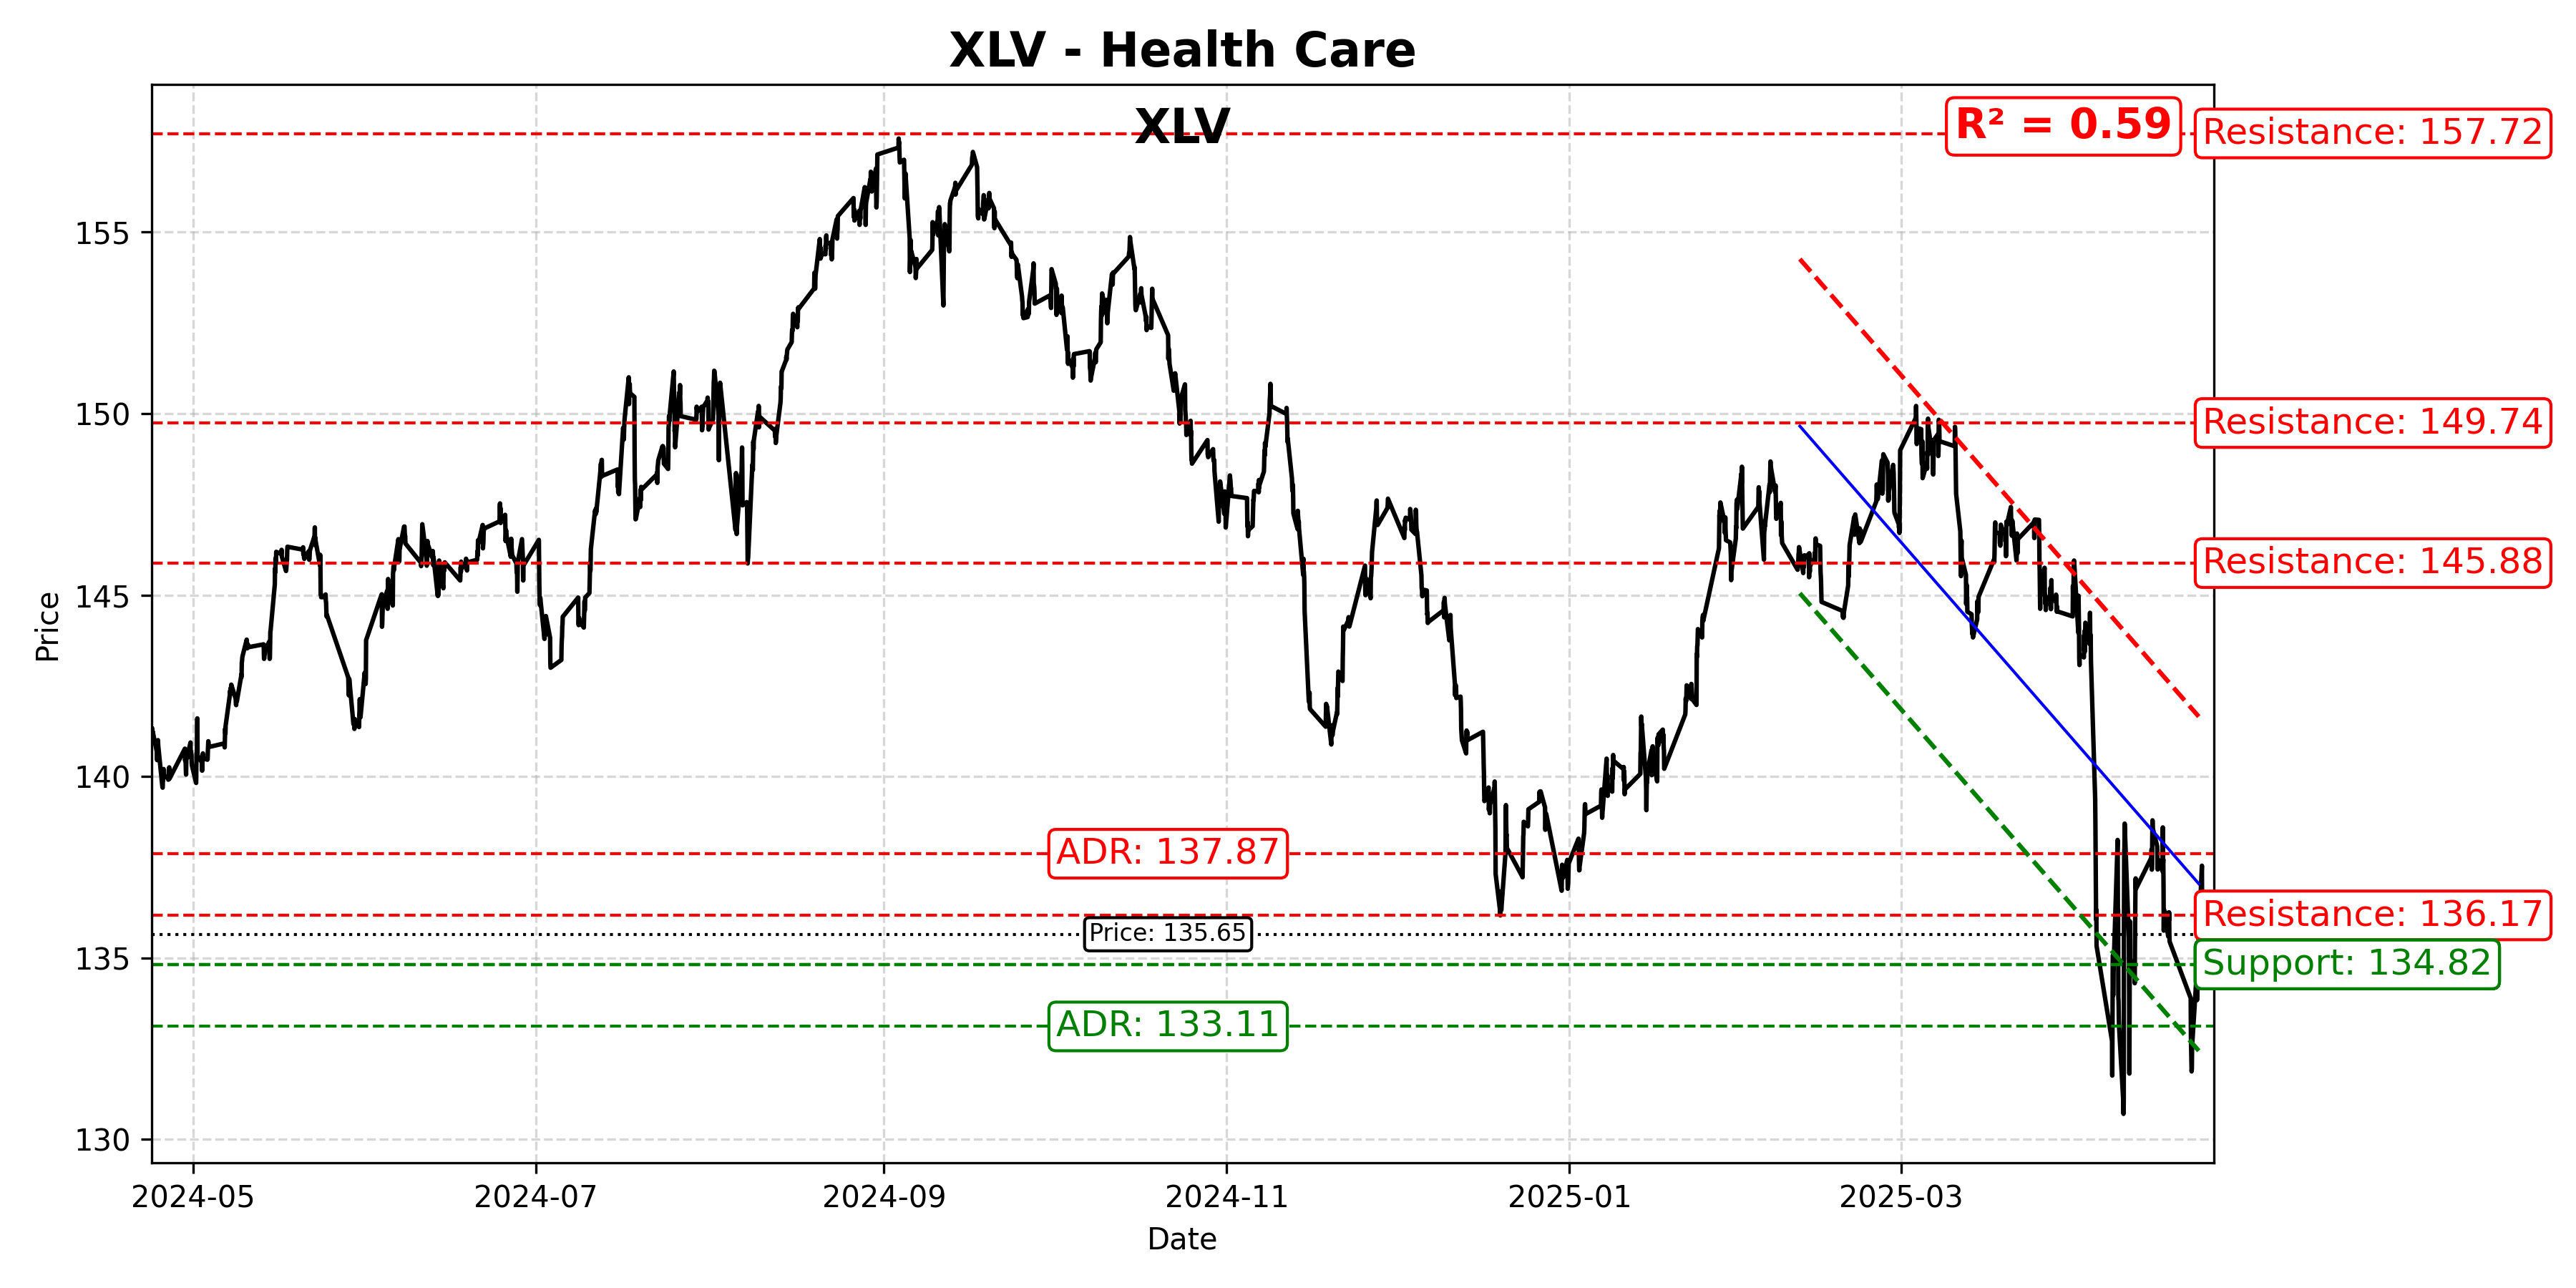 XLV - Health Care
XLV
R² = 0.59
Resistance: 157.72
155
150
Resistance: 149.74
145
Resistance: 145.88
Price
140
ADR: 137.87
Resistance: 136.17
Price: 135.65
135
Support: 134.82
ADR: 133.11
130
2024-05
2024-07
2024-09
2024-11
2025-01
2025-03
Date